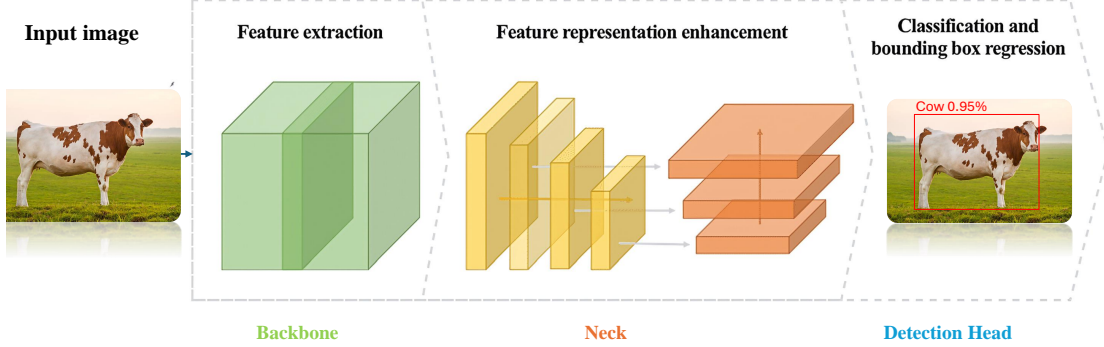 Input image
Feature extraction
Feature representation enhancement
Classification and
bounding box regression
Cow 0.95%
Backbone
Neck
Detection Head